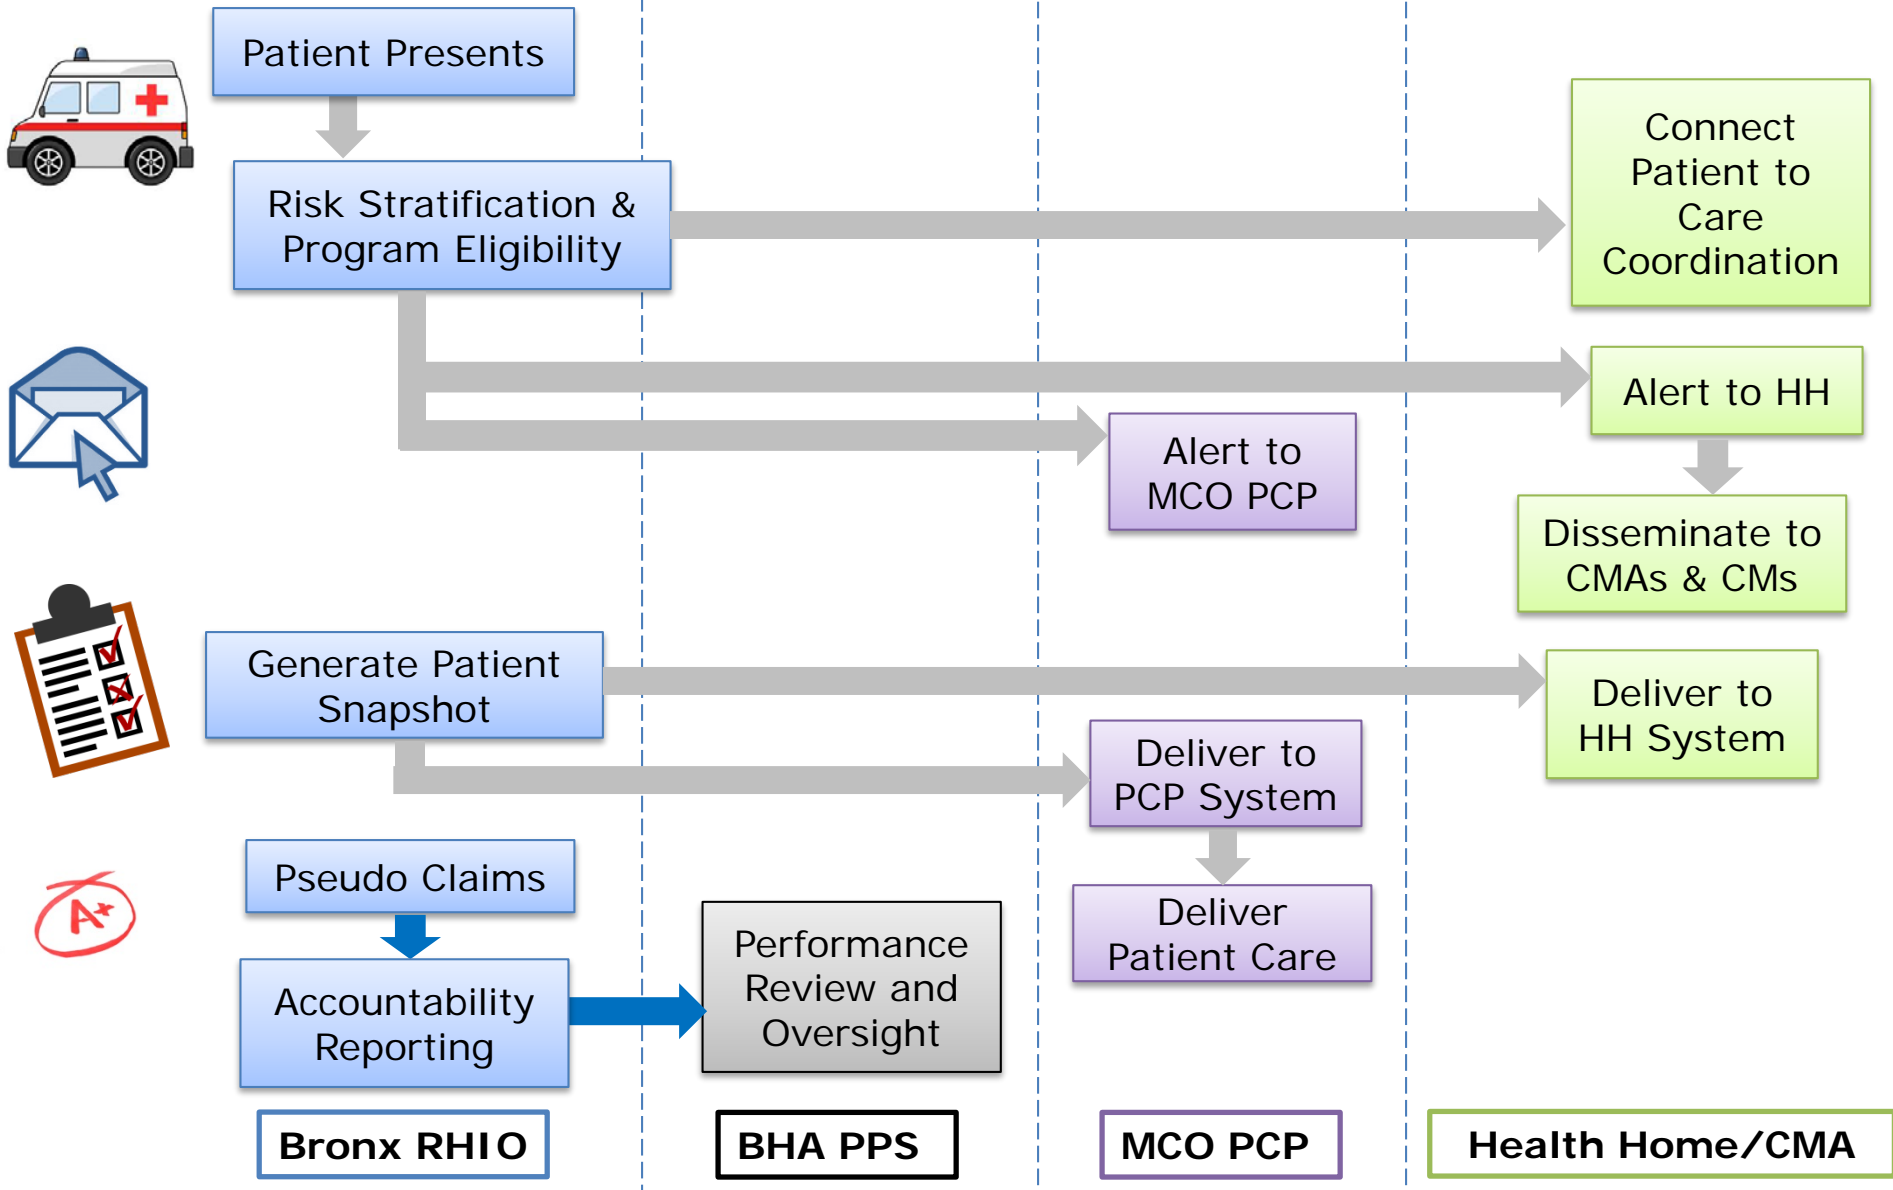 Patient Presents
Risk Stratification &
Program Eligibility
Connect
Patient to
Care
Coordination
Alert to HH
Alert to
MCO PCP
Disseminate to
CMAs & CMs
Generate Patient
Snapshot
Deliver to
HH System
Deliver to
PCP System
Pseudo Claims
A+
Deliver
Patient Care
Performance
Review and
Oversight
Accountability
Reporting
Bronx RHIO
BHA PPS
MCO PCP
Health Home/CMA